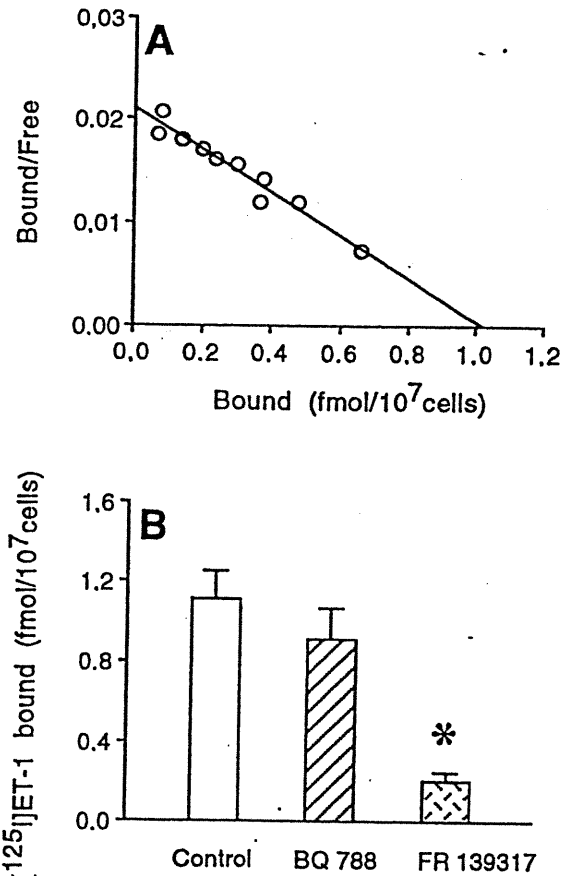 A
0,03
0.02
0.01
0.00
Bound/Free
0,0 0.2 0.4 0.6 0.8 1.0 1,2
Bound (fmol/10⁷cells)
B
1,6
1.2
0.8
0.4
0.0
125I]ET-1 bound (fmol/10⁷cells)
*
Control BQ 788 FR 139317